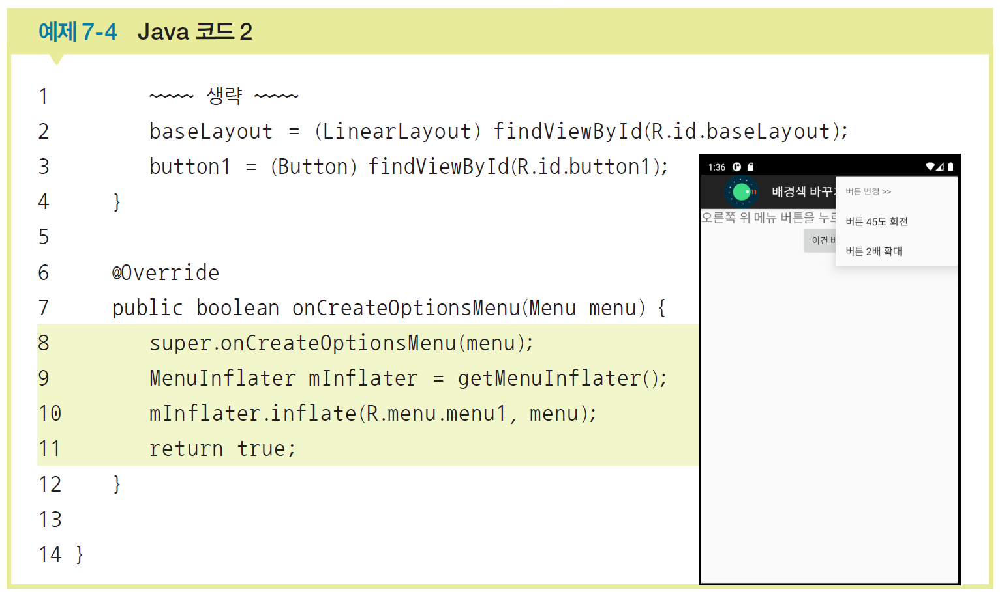 예제 7-4 Java 코드 2
1 ~~~~~ 생략 ~~~~~
2 baseLayout = (LinearLayout) findViewById(R.id.baseLayout);
3 button1 = (Button) findViewById(R.id.button1);
4 }
5
6 @Override
7 public boolean onCreateOptionsMenu(Menu menu) {
8 super.onCreateOptionsMenu(menu);
9 MenuInflater mInflater = getMenuInflater();
10 mInflater.inflate(R.menu.menu1, menu);
11 return true;
12 }
13
14 }
1:36
배경색 바꾸
오른쪽 위 메뉴 버튼을 누
이건
버튼 변경 >>
버튼 45도 회전
버튼 2배 확대